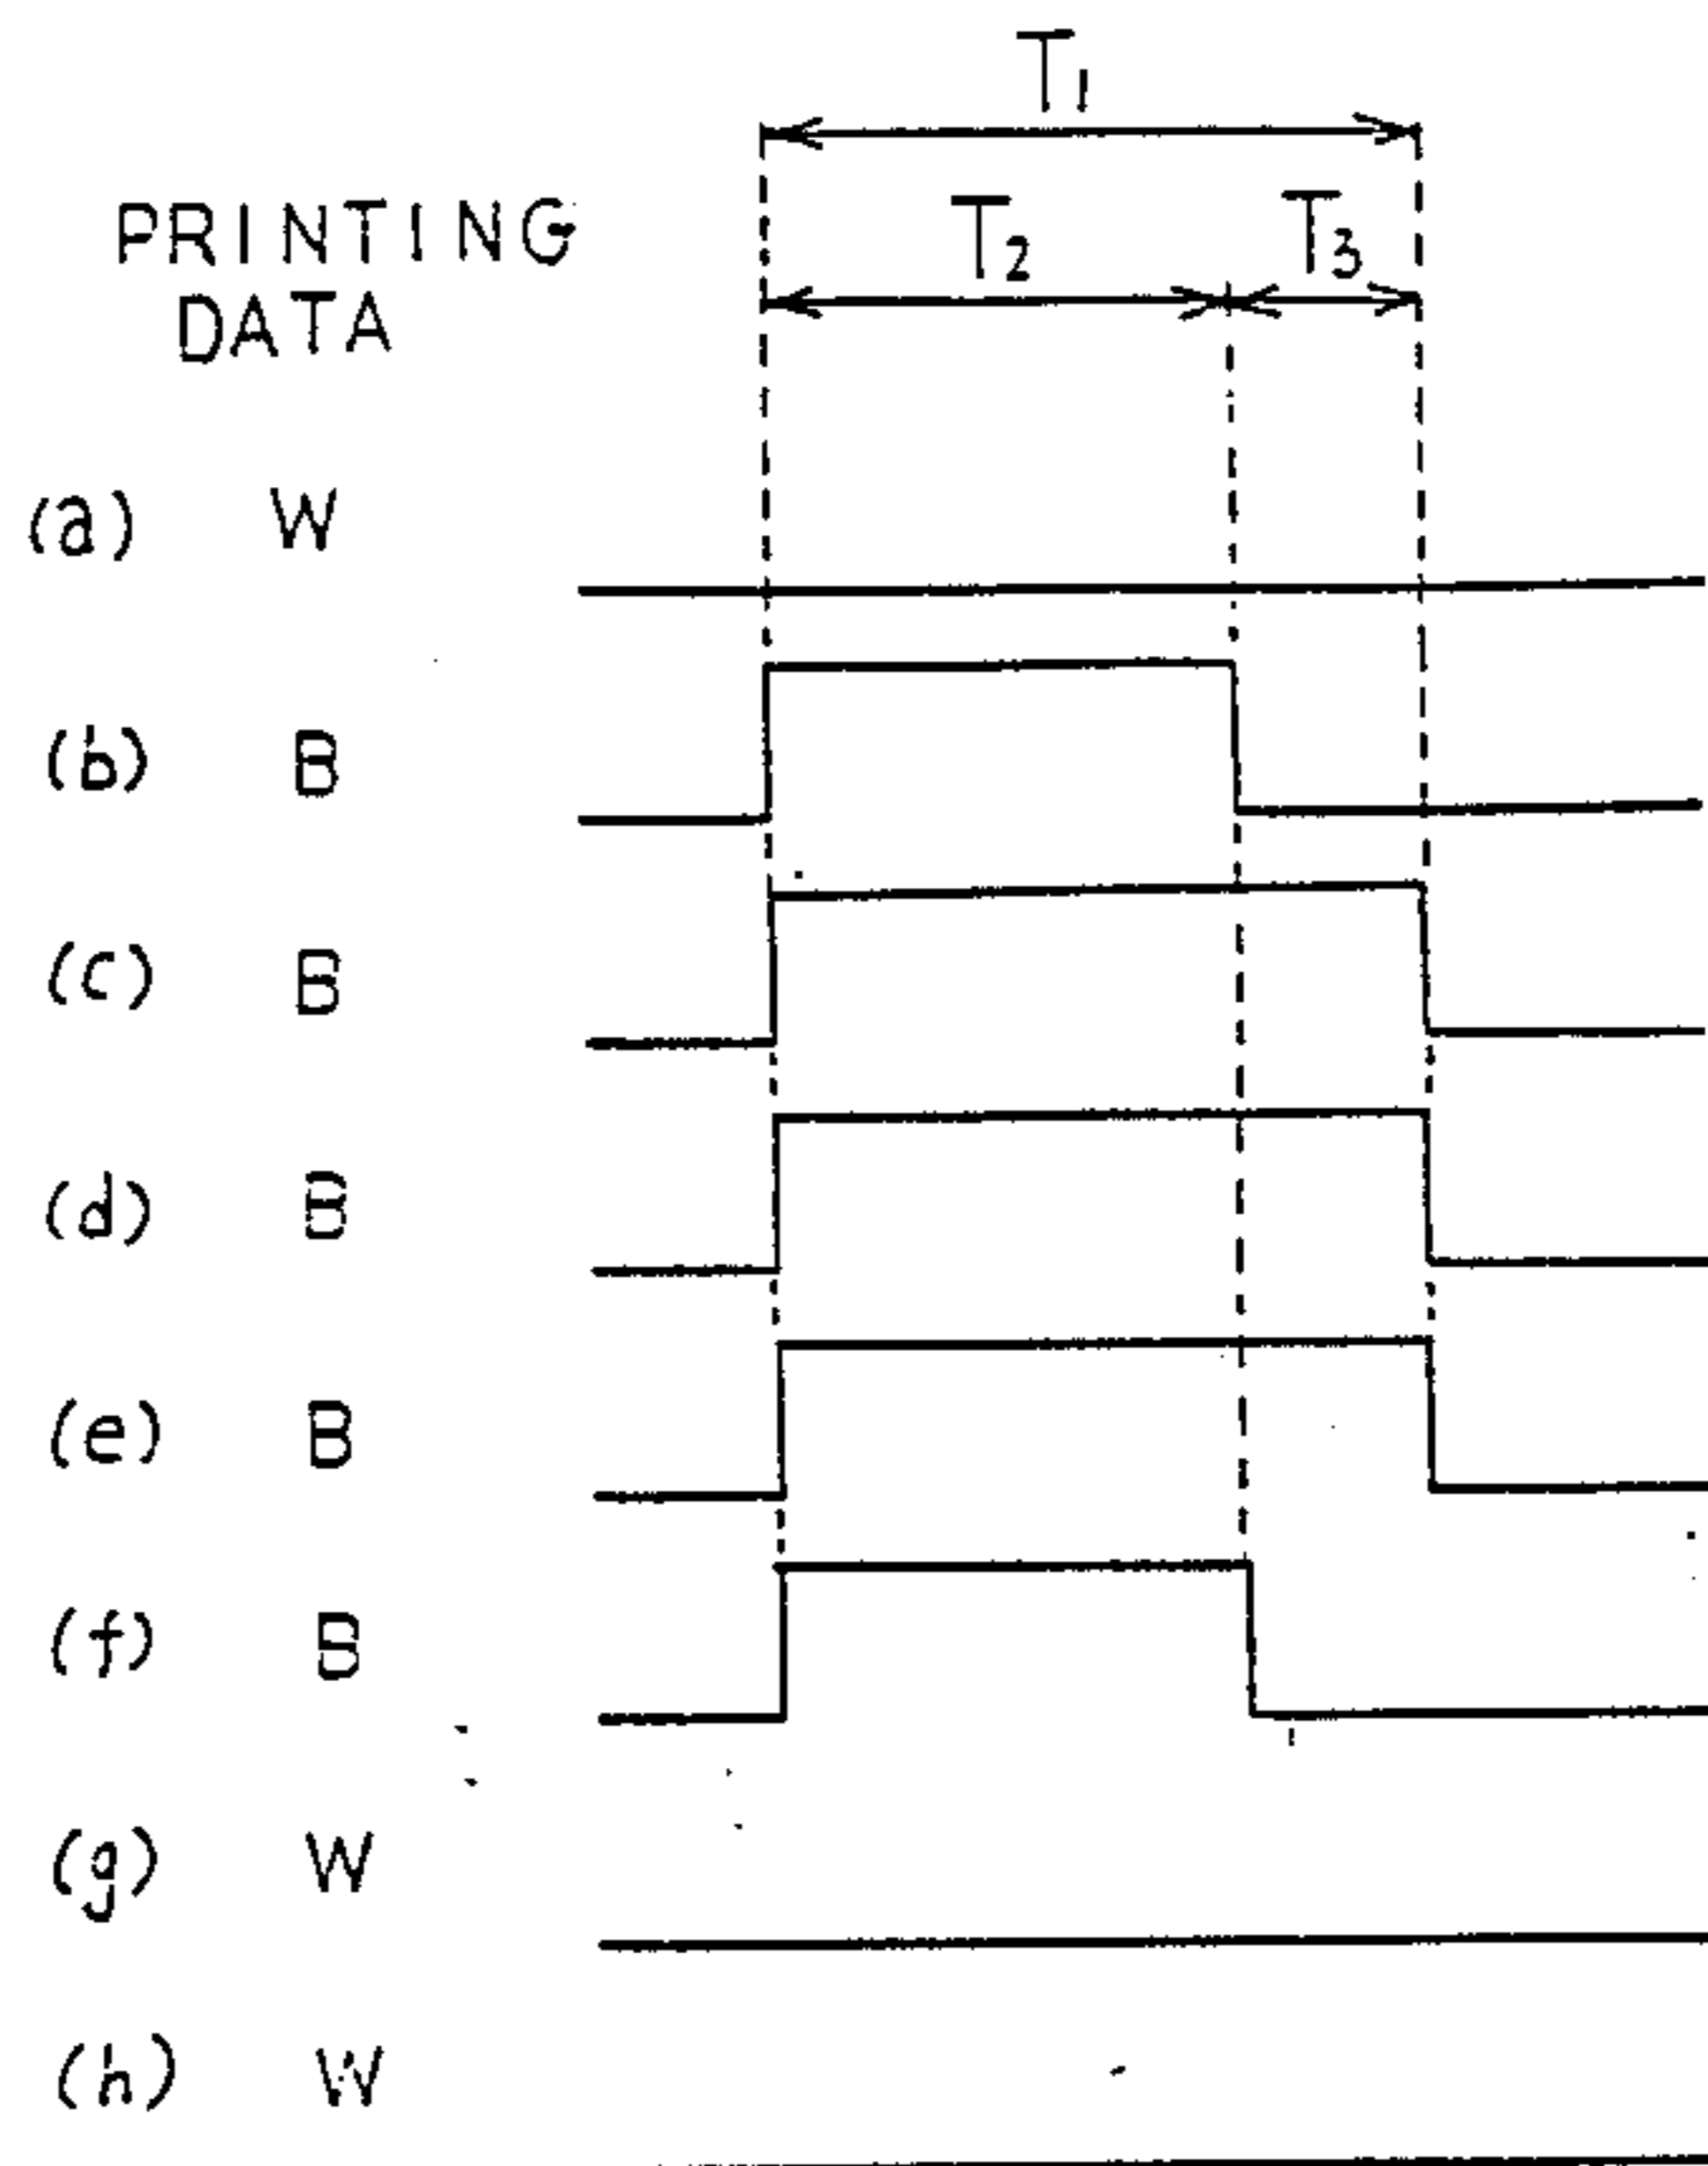 T1
PRINTING
T2 T3
DATA
(a) W
(b) B
(c) B
(d) B
(e) B
(f) B
(g) W
(h) W